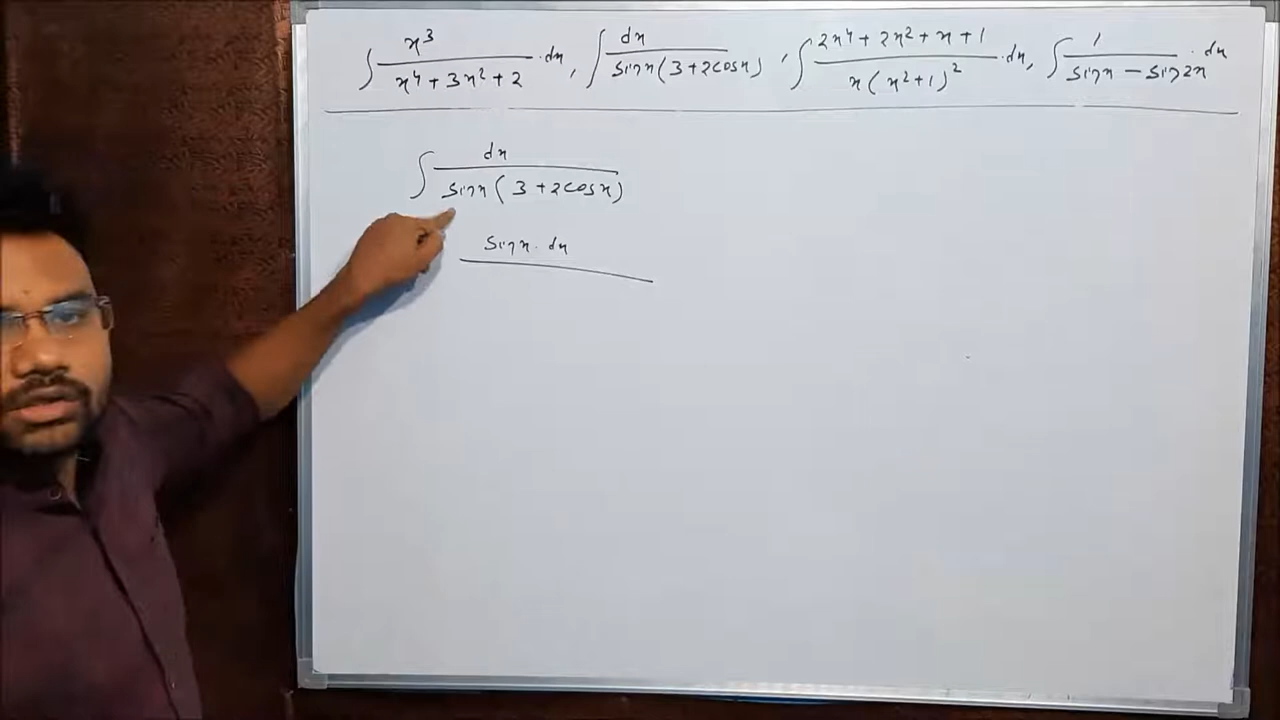 ∫ x³/(x⁴ + 3x² + 2) · dx, ∫ dx/(sinx(3 + 2cosx)), ∫ (2x⁴ + 2x² + x + 1)/(x(x² + 1)²) · dx, ∫ 1/(sinx − sin2x) · dx
∫ dx/(sinx(3 + 2cosx))
sinx · dx